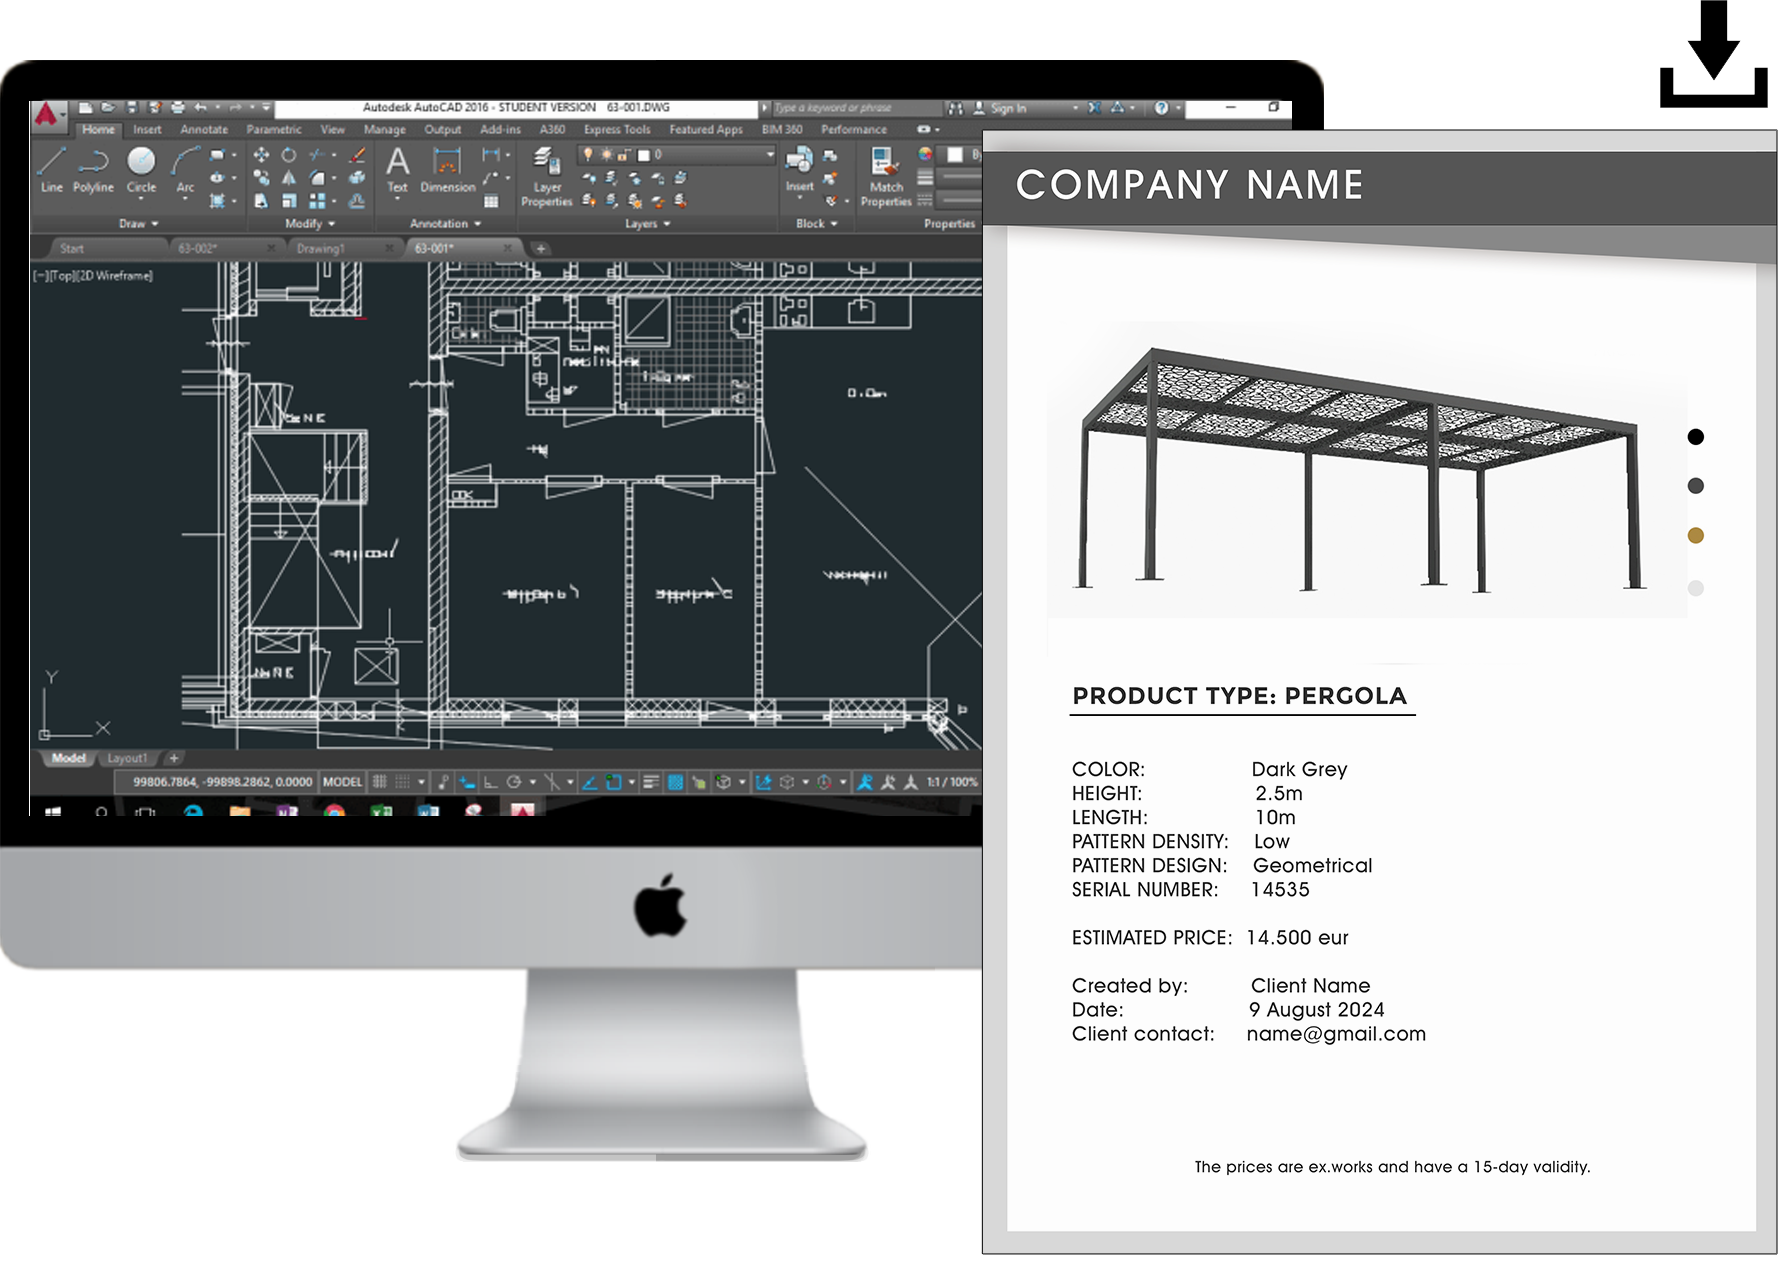 Autodesk AutoCAD 2016 - STUDENT VERSION 63-001.DWG
Type a keyword or phrase
Sign In
Home Insert Annotate Parametric View Manage Output Add-ins A360 Express Tools Featured Apps BIM 360 Performance
Line Polyline Circle Arc
Text Dimension
Layer
Properties
0
Insert
Match
Properties
Draw Modify Annotation Layers Block Properties
Start 63-002* Drawing1 63-001*
[−][Top][2D Wireframe]
Y
X
Model Layout1 +
99806.7864, -99898.2862, 0.0000 MODEL 1:1 / 100%
COMPANY NAME
PRODUCT TYPE: PERGOLA
COLOR: Dark Grey
HEIGHT: 2.5m
LENGTH: 10m
PATTERN DENSITY: Low
PATTERN DESIGN: Geometrical
SERIAL NUMBER: 14535
ESTIMATED PRICE: 14.500 eur
Created by: Client Name
Date: 9 August 2024
Client contact: name@gmail.com
The prices are ex.works and have a 15-day validity.